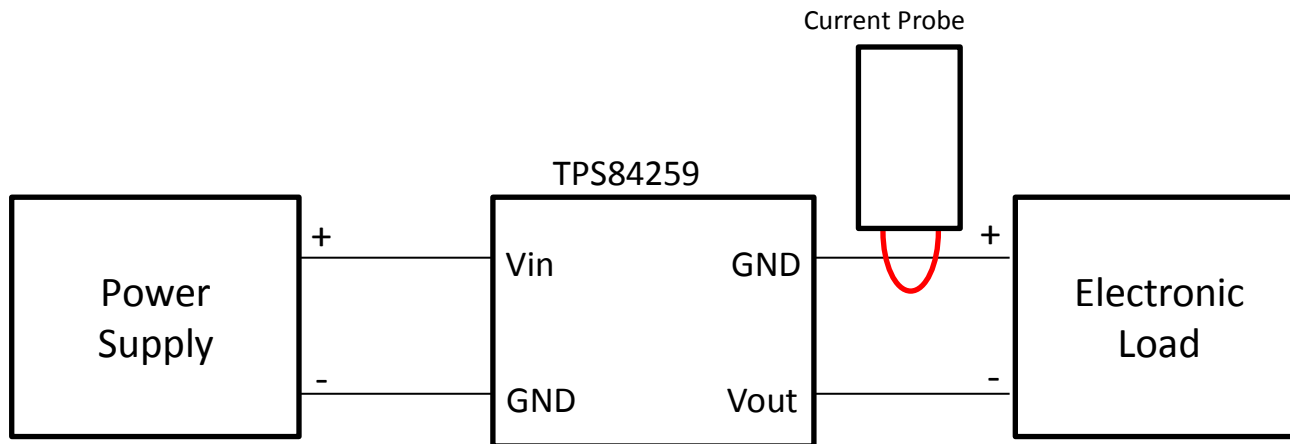 Current Probe
TPS84259
+
+
Vin
GND
Power
Supply
Electronic
Load
-
-
GND
Vout